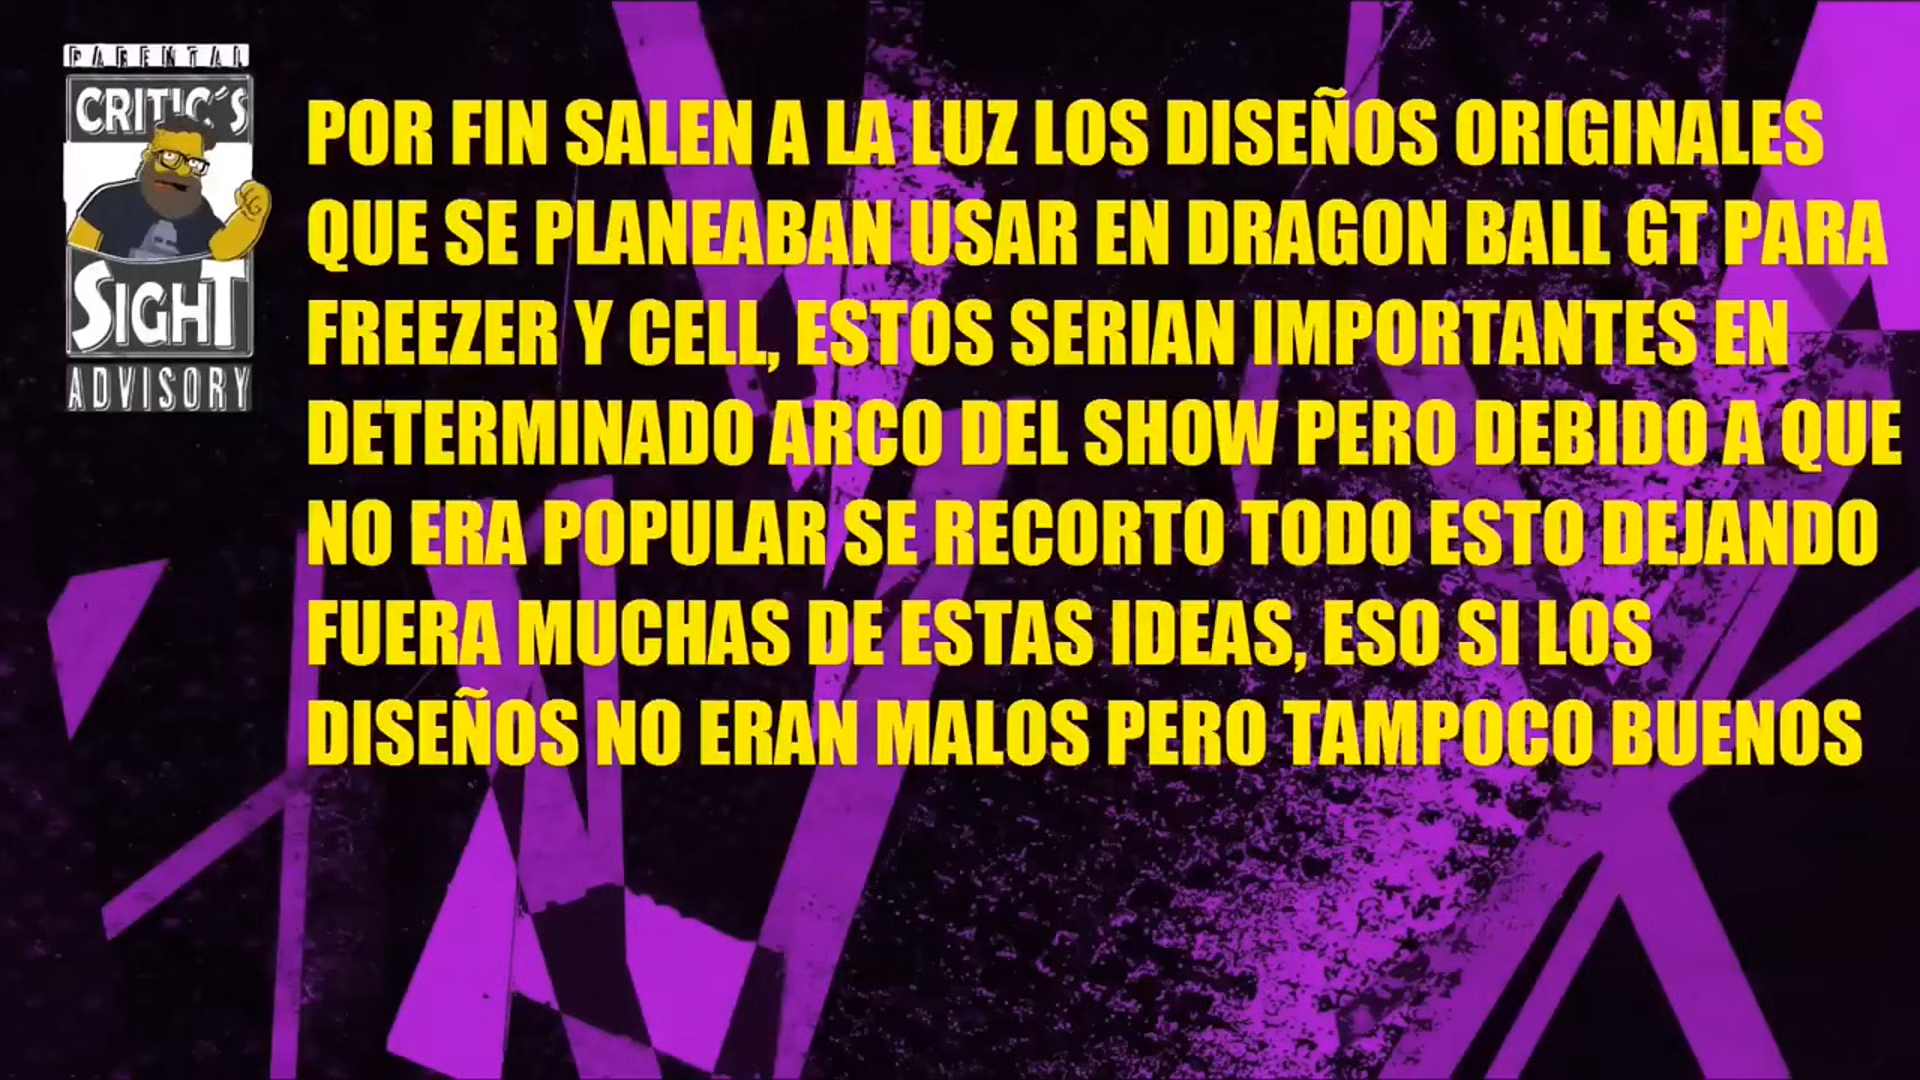 PARENTAL
CRITIC´S
SIGHT
ADVISORY
POR FIN SALEN A LA LUZ LOS DISEÑOS ORIGINALES
QUE SE PLANEABAN USAR EN DRAGON BALL GT PARA
FREEZER Y CELL, ESTOS SERIAN IMPORTANTES EN
DETERMINADO ARCO DEL SHOW PERO DEBIDO A QUE
NO ERA POPULAR SE RECORTO TODO ESTO DEJANDO
FUERA MUCHAS DE ESTAS IDEAS, ESO SI LOS
DISEÑOS NO ERAN MALOS PERO TAMPOCO BUENOS